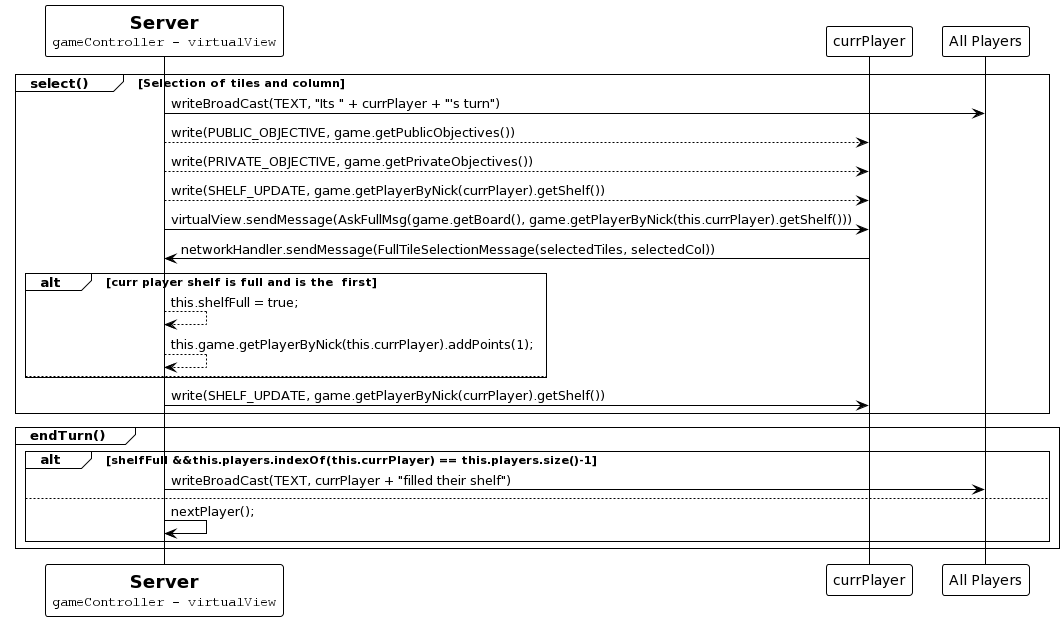 Server
gameController - virtualView
currPlayer
All Players
select()
[Selection of tiles and column]
writeBroadCast(TEXT, "Its " + currPlayer + "'s turn")
write(PUBLIC_OBJECTIVE, game.getPublicObjectives())
write(PRIVATE_OBJECTIVE, game.getPrivateObjectives())
write(SHELF_UPDATE, game.getPlayerByNick(currPlayer).getShelf())
virtualView.sendMessage(AskFullMsg(game.getBoard(), game.getPlayerByNick(this.currPlayer).getShelf()))
networkHandler.sendMessage(FullTileSelectionMessage(selectedTiles, selectedCol))
alt
[curr player shelf is full and is the  first]
this.shelfFull = true;
this.game.getPlayerByNick(this.currPlayer).addPoints(1);
write(SHELF_UPDATE, game.getPlayerByNick(currPlayer).getShelf())
endTurn()
alt
[shelfFull &&this.players.indexOf(this.currPlayer) == this.players.size()-1]
writeBroadCast(TEXT, currPlayer + "filled their shelf")
nextPlayer();
Server
gameController - virtualView
currPlayer
All Players